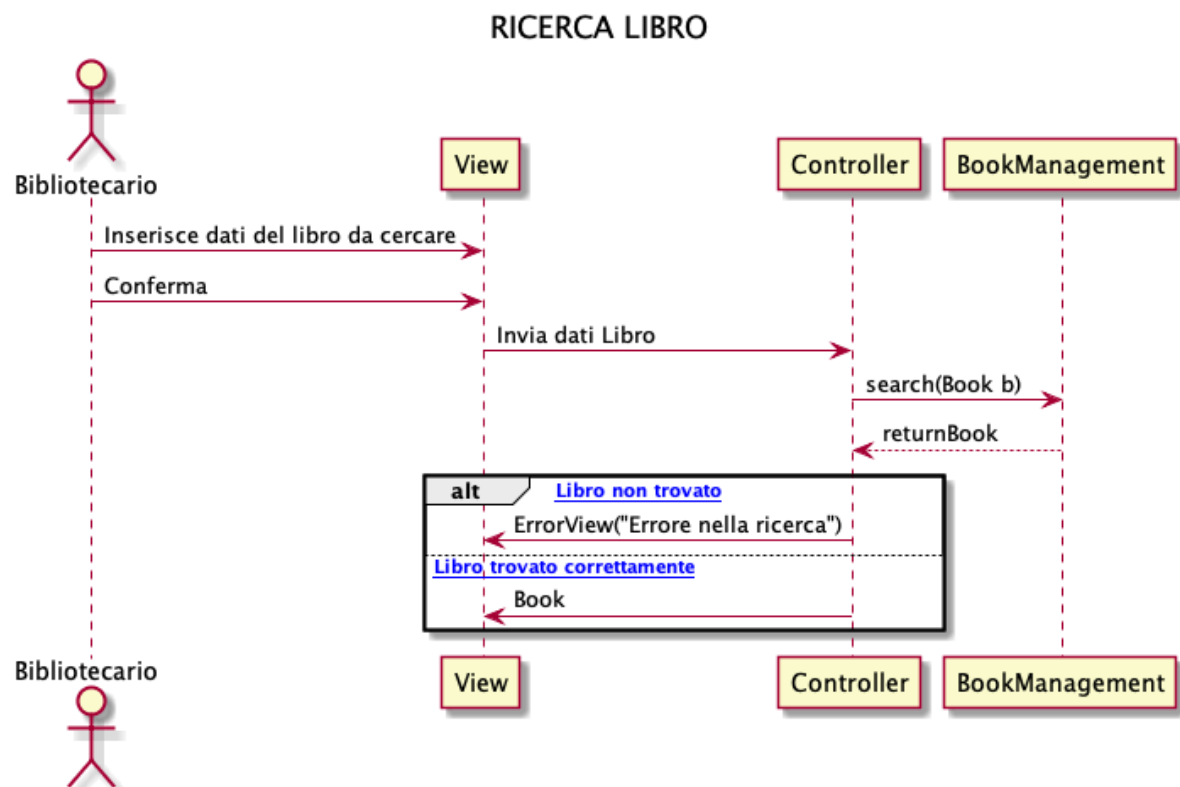 RICERCA LIBRO
Bibliotecario
View
Controller
BookManagement
Inserisce dati del libro da cercare
Conferma
Invia dati Libro
search(Book b)
returnBook
alt
Libro non trovato
ErrorView("Errore nella ricerca")
Libro trovato correttamente
Book
Bibliotecario
View
Controller
BookManagement